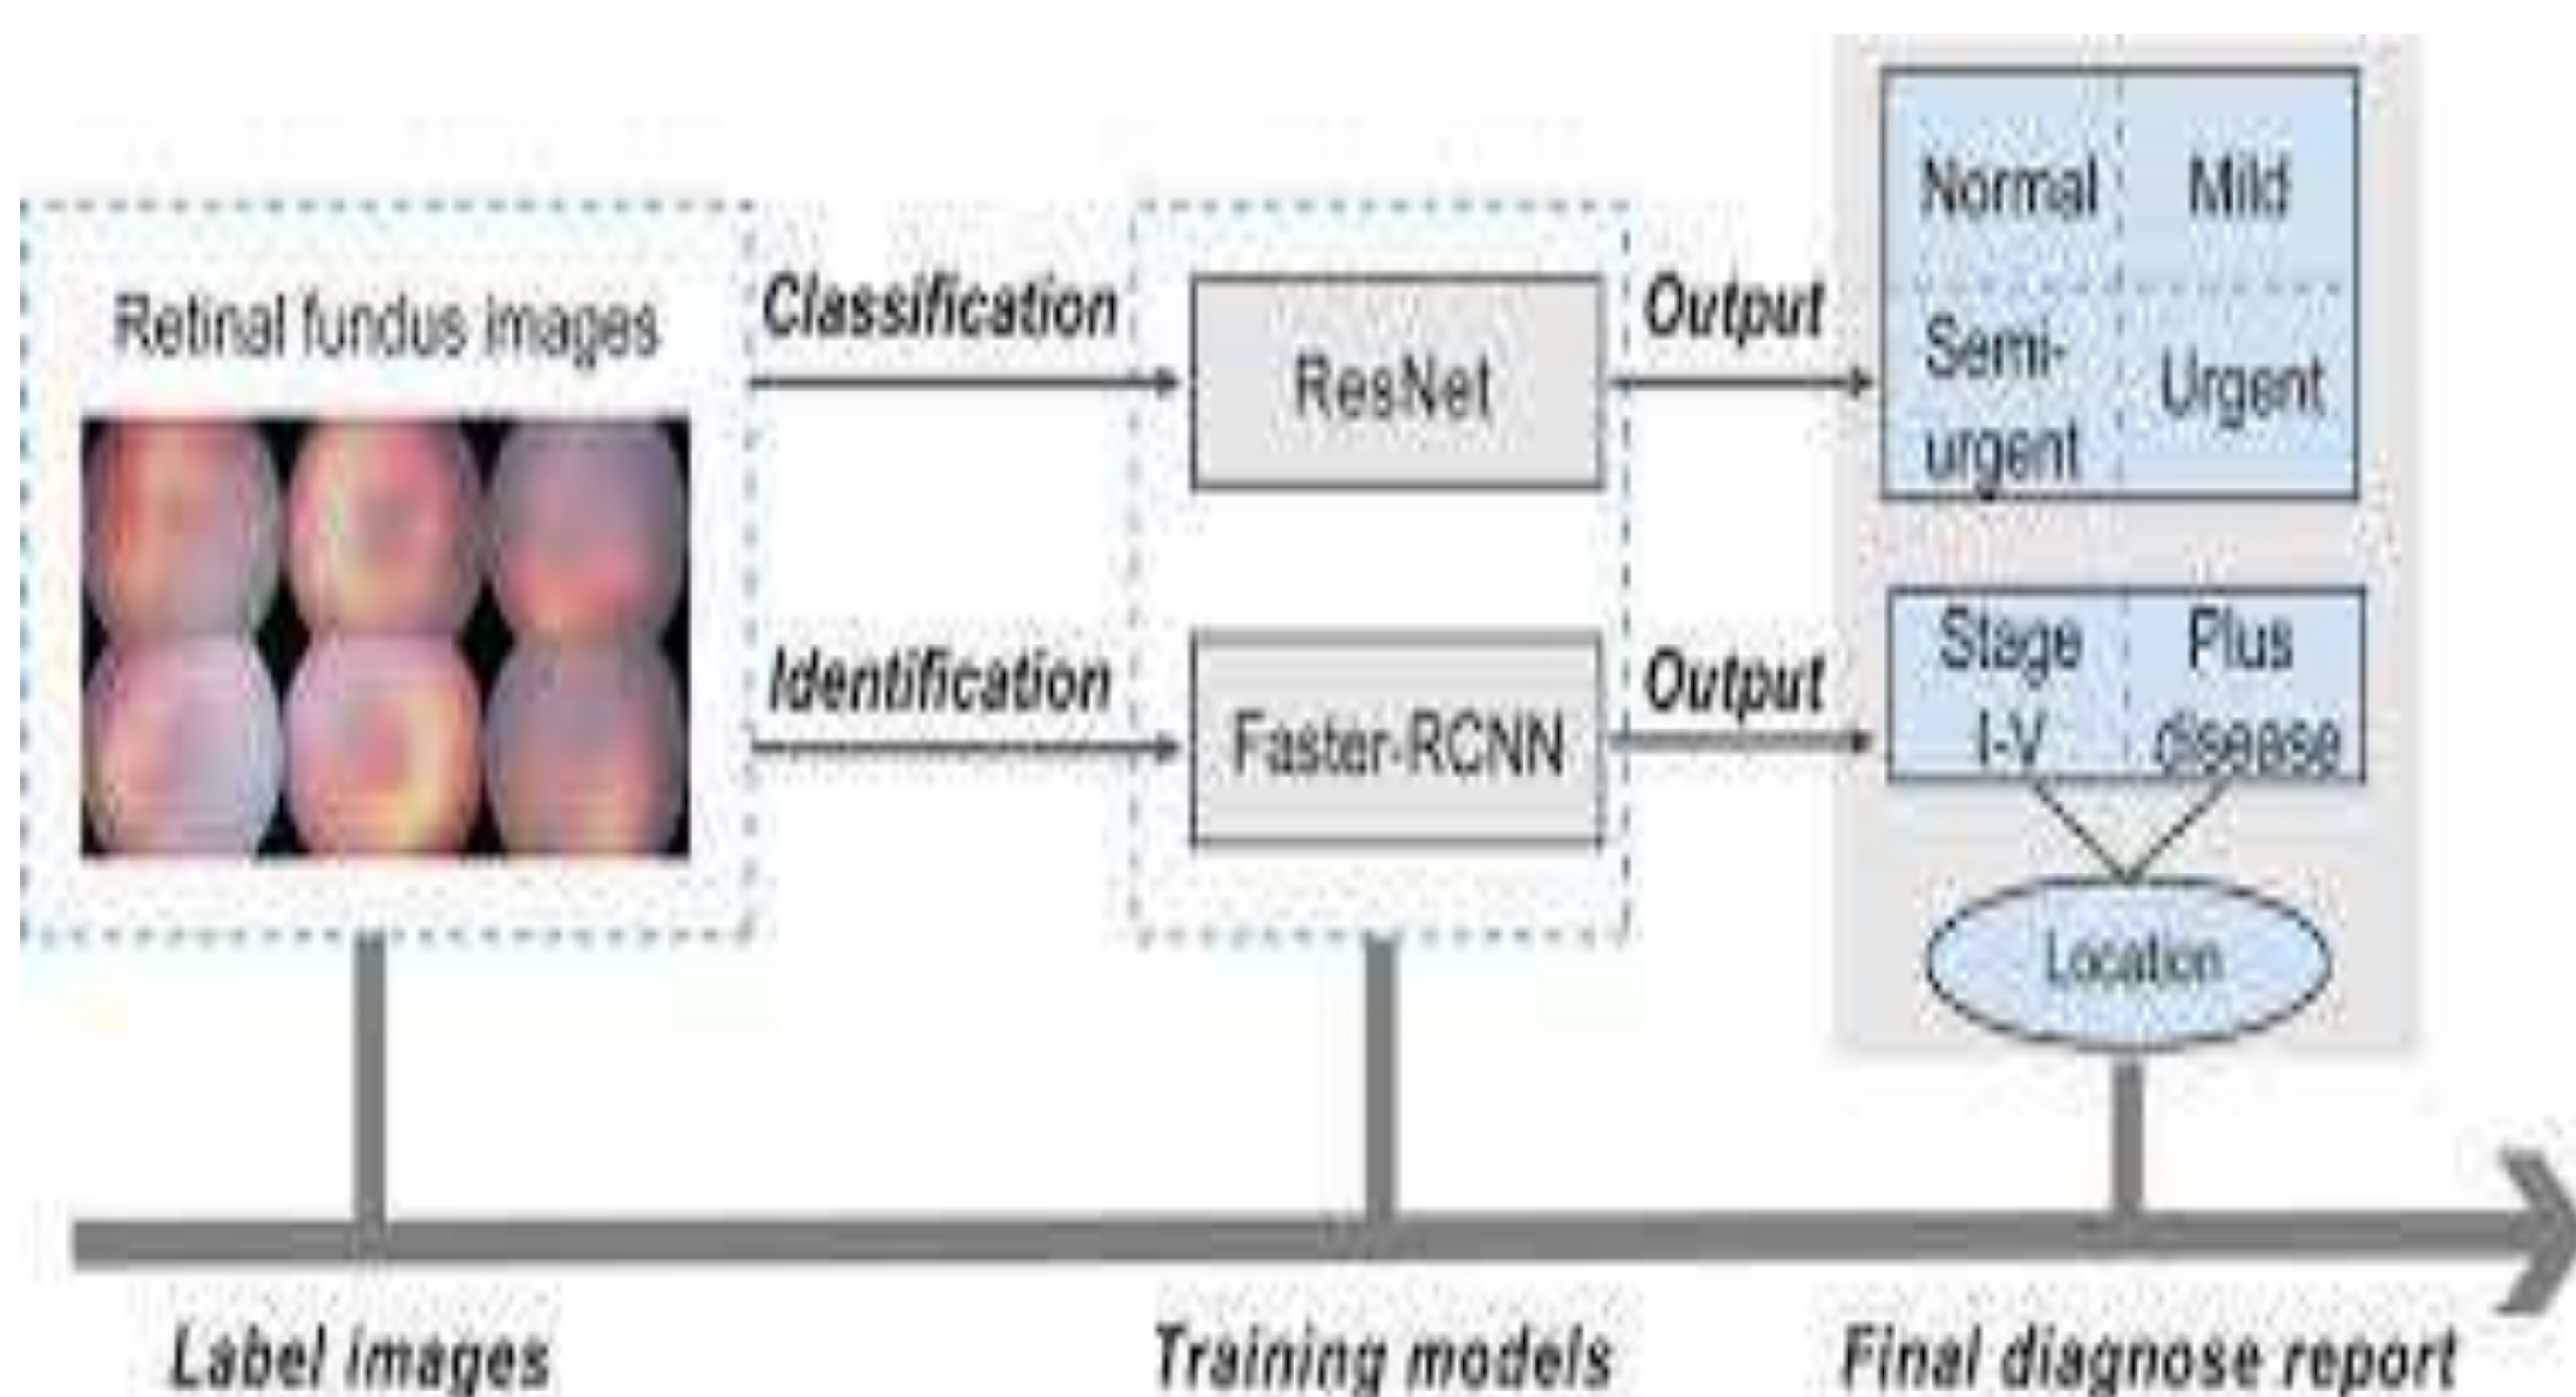 Retinal fundus images
Classification
Identification
ResNet
Faster-RCNN
Output
Output
Normal
Mild
Semi-
urgent
Urgent
Stage
I-V
Plus
disease
Location
Label images
Training models
Final diagnose report